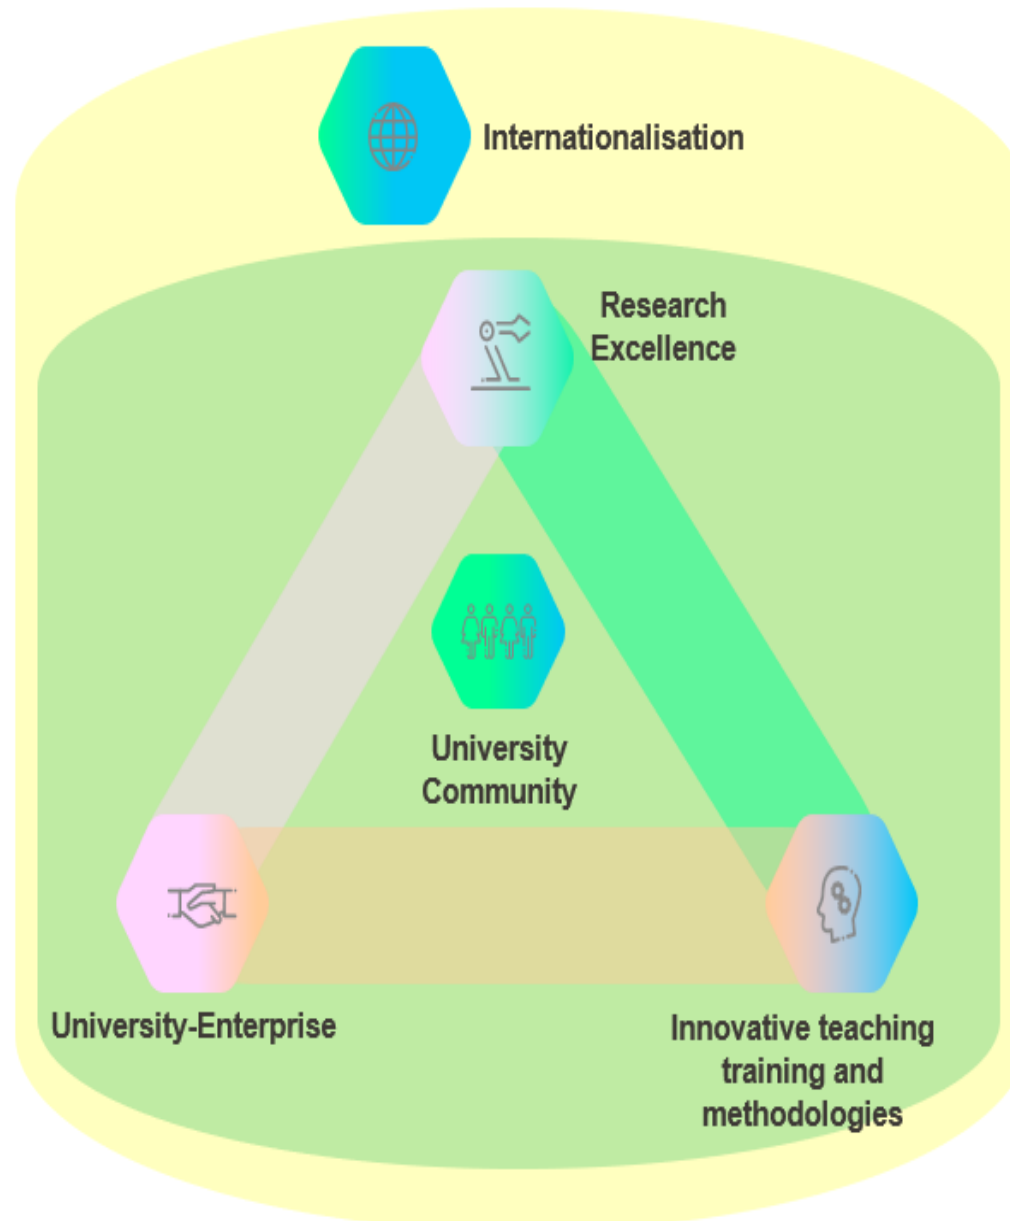 Internationalisation
Research
Excellence
University
Community
University-Enterprise
Innovative teaching
training and
methodologies